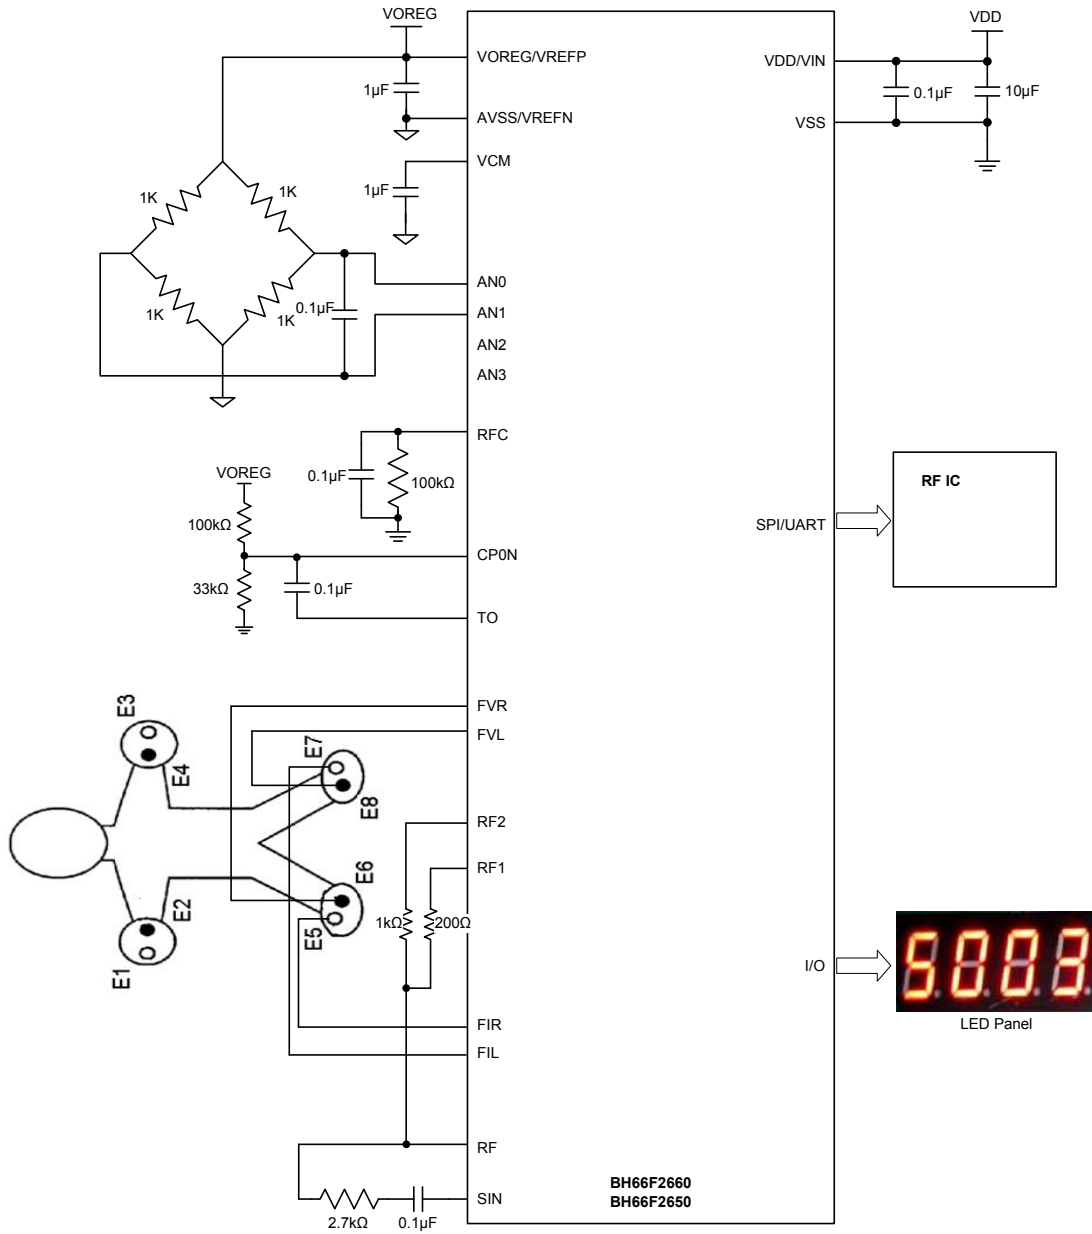 VOREG
VDD
VOREG/VREFP
VDD/VIN
1µF
0.1µF
10µF
AVSS/VREFN
VSS
VCM
1µF
1K
1K
AN0
0.1µF
AN1
1K
1K
AN2
AN3
RFC
VOREG
0.1µF
100kΩ
RF IC
100kΩ
SPI/UART
CP0N
33kΩ
0.1µF
TO
FVR
E3
FVL
E7
E4
E8
RF2
RF1
E6
E2
1kΩ
200Ω
E5
E1
I/O
5003
LED Panel
FIR
FIL
RF
BH66F2660
SIN
BH66F2650
2.7kΩ
0.1µF